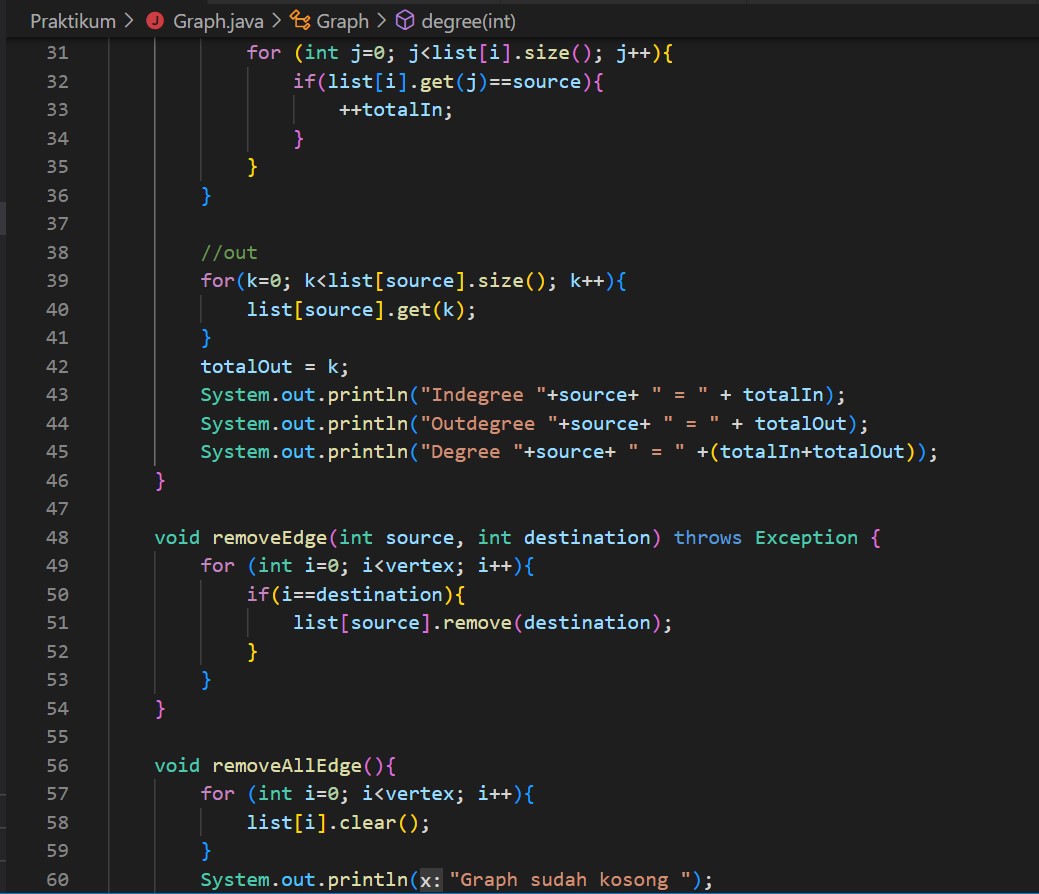 Praktikum > J Graph.java > Graph > degree(int)
31 for (int j=0; j<list[i].size(); j++){
32 if(list[i].get(j)==source){
33 ++totalIn;
34 }
35 }
36 }
37
38 //out
39 for(k=0; k<list[source].size(); k++){
40 list[source].get(k);
41 }
42 totalOut = k;
43 System.out.println("Indegree "+source+ " = " + totalIn);
44 System.out.println("Outdegree "+source+ " = " + totalOut);
45 System.out.println("Degree "+source+ " = " +(totalIn+totalOut));
46 }
47
48 void removeEdge(int source, int destination) throws Exception {
49 for (int i=0; i<vertex; i++){
50 if(i==destination){
51 list[source].remove(destination);
52 }
53 }
54 }
55
56 void removeAllEdge(){
57 for (int i=0; i<vertex; i++){
58 list[i].clear();
59 }
60 System.out.println(x: "Graph sudah kosong ");